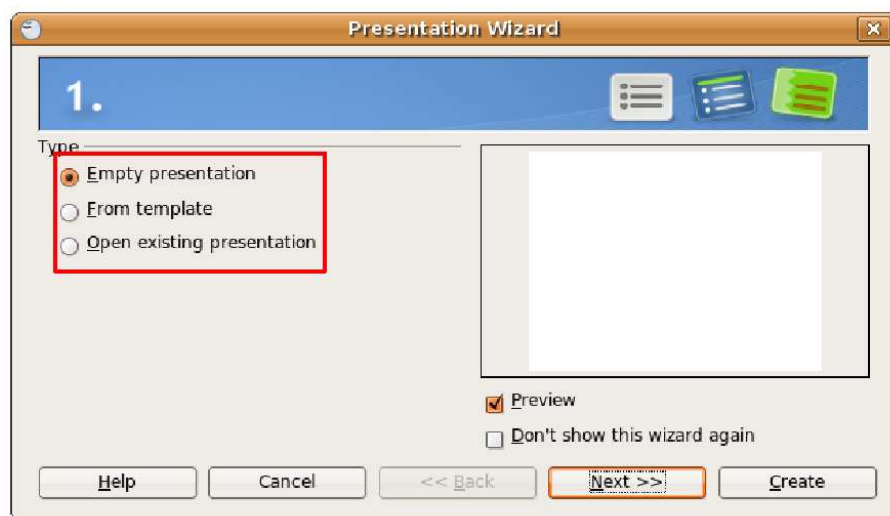 Presentation Wizard
1.
Type
Empty presentation
From template
Open existing presentation
Preview
Don't show this wizard again
Help Cancel << Back Next >> Create